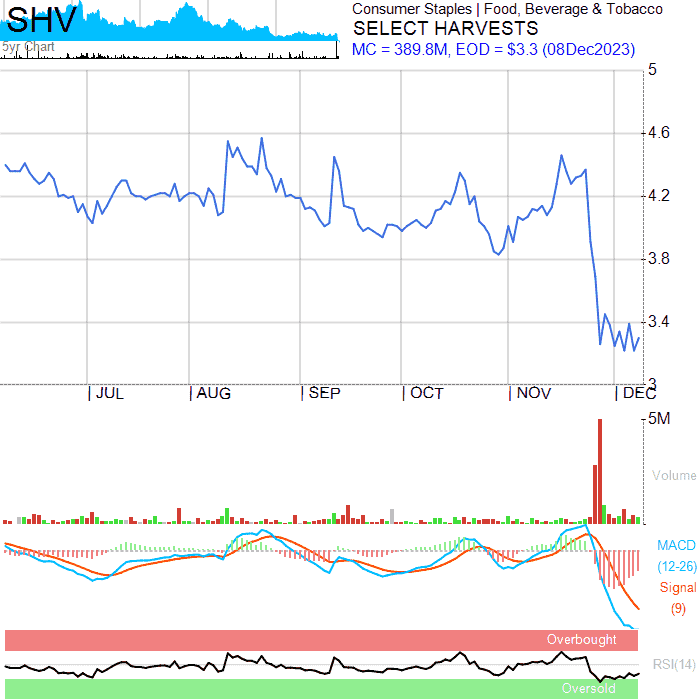 SHV
5yr Chart
Consumer Staples | Food, Beverage & Tobacco
SELECT HARVESTS
MC = 389.8M, EOD = $3.3 (08Dec2023)
5
4.6
4.2
3.8
3.4
3
JUL AUG SEP OCT NOV DEC
5M
Volume
MACD
(12-26)
Signal
(9)
Overbought
RSI(14)
Oversold